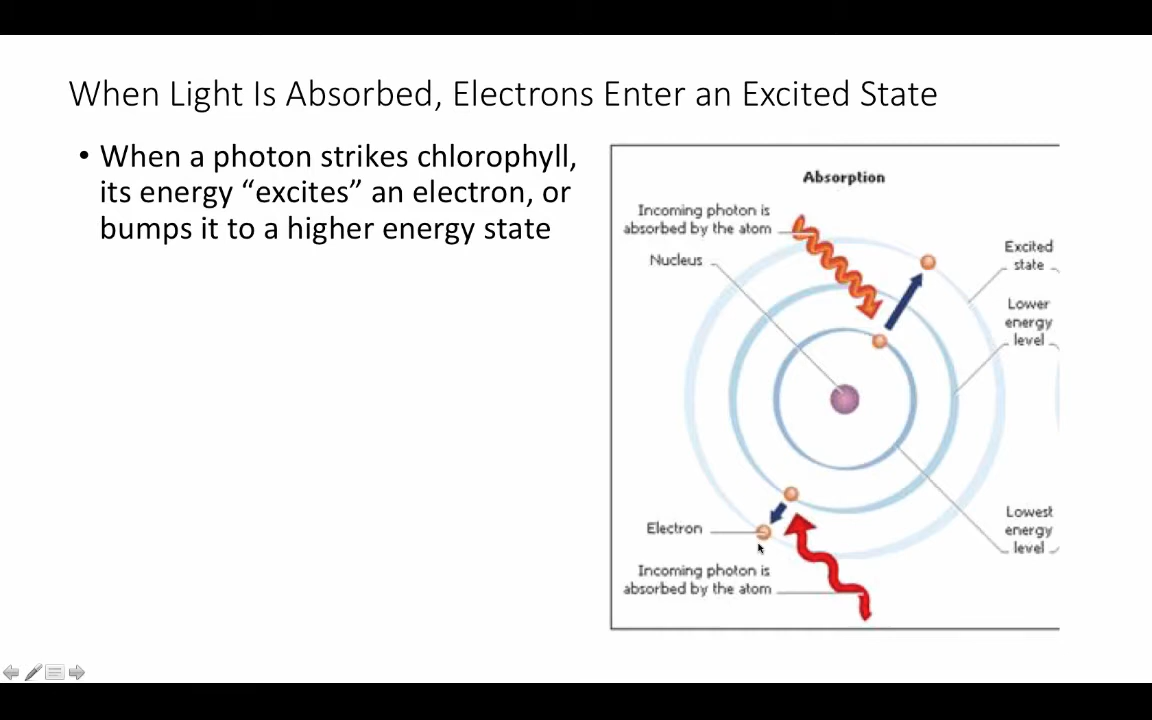 When Light Is Absorbed, Electrons Enter an Excited State
• When a photon strikes chlorophyll,
its energy “excites” an electron, or
bumps it to a higher energy state
Absorption
Incoming photon is
absorbed by the atom
Nucleus
Excited
state
Lower
energy
level
Electron
Lowest
energy
level
Incoming photon is
absorbed by the atom